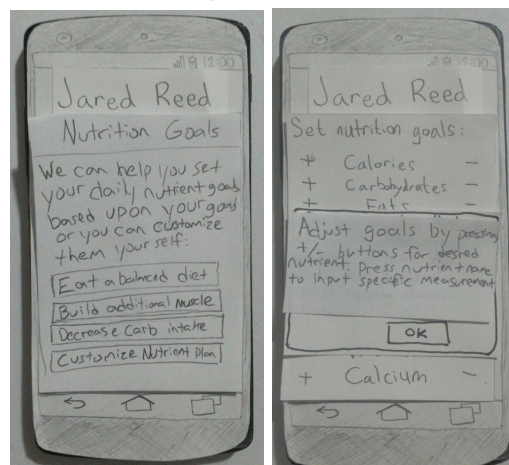 12:00
Jared Reed
Nutrition Goals
We can help you set
your daily nutrient goals
based upon your goals
or you can customize
them your self:
Eat a balanced diet
Build additional Muscle
Decrease Carb intake
Customize Nutrient Plan
12:00
Jared Reed
Set nutrition goals:
+ Calories -
+ Carbohydrates -
+ Fats -
Adjust goals by pressing
+/- buttons for desired
nutrient. Press nutrient name
to input specific measurement
OK
+ Calcium -